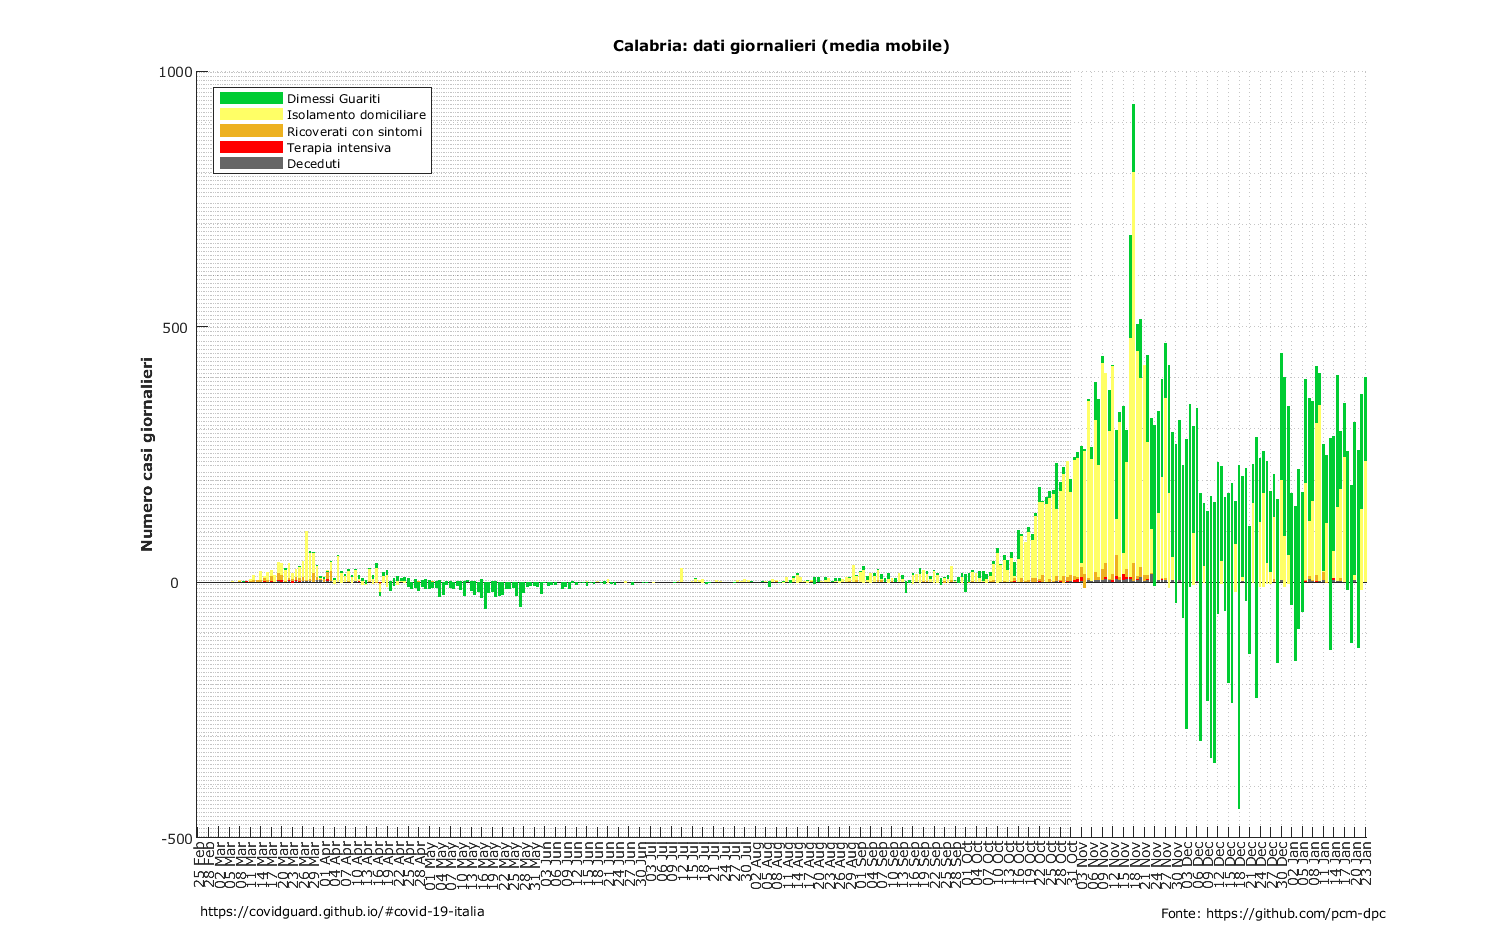 Calabria: dati giornalieri (media mobile)
1000
500
0
-500
Numero casi giornalieri
Dimessi Guariti
Isolamento domiciliare
Ricoverati con sintomi
Terapia intensiva
Deceduti
25 Feb
28 Feb
02 Mar
05 Mar
08 Mar
11 Mar
14 Mar
17 Mar
20 Mar
23 Mar
26 Mar
29 Mar
01 Apr
04 Apr
07 Apr
10 Apr
13 Apr
16 Apr
19 Apr
22 Apr
25 Apr
28 Apr
01 May
04 May
07 May
10 May
13 May
16 May
19 May
22 May
25 May
28 May
31 May
03 Jun
06 Jun
09 Jun
12 Jun
15 Jun
18 Jun
21 Jun
24 Jun
27 Jun
30 Jun
03 Jul
06 Jul
09 Jul
12 Jul
15 Jul
18 Jul
21 Jul
24 Jul
27 Jul
30 Jul
02 Aug
05 Aug
08 Aug
11 Aug
14 Aug
17 Aug
20 Aug
23 Aug
26 Aug
29 Aug
01 Sep
04 Sep
07 Sep
10 Sep
13 Sep
16 Sep
19 Sep
22 Sep
25 Sep
28 Sep
01 Oct
04 Oct
07 Oct
10 Oct
13 Oct
16 Oct
19 Oct
22 Oct
25 Oct
28 Oct
31 Oct
03 Nov
06 Nov
09 Nov
12 Nov
15 Nov
18 Nov
21 Nov
24 Nov
27 Nov
30 Nov
03 Dec
06 Dec
09 Dec
12 Dec
15 Dec
18 Dec
21 Dec
24 Dec
27 Dec
30 Dec
02 Jan
05 Jan
08 Jan
11 Jan
14 Jan
17 Jan
20 Jan
23 Jan
https://covidguard.github.io/#covid-19-italia
Fonte: https://github.com/pcm-dpc